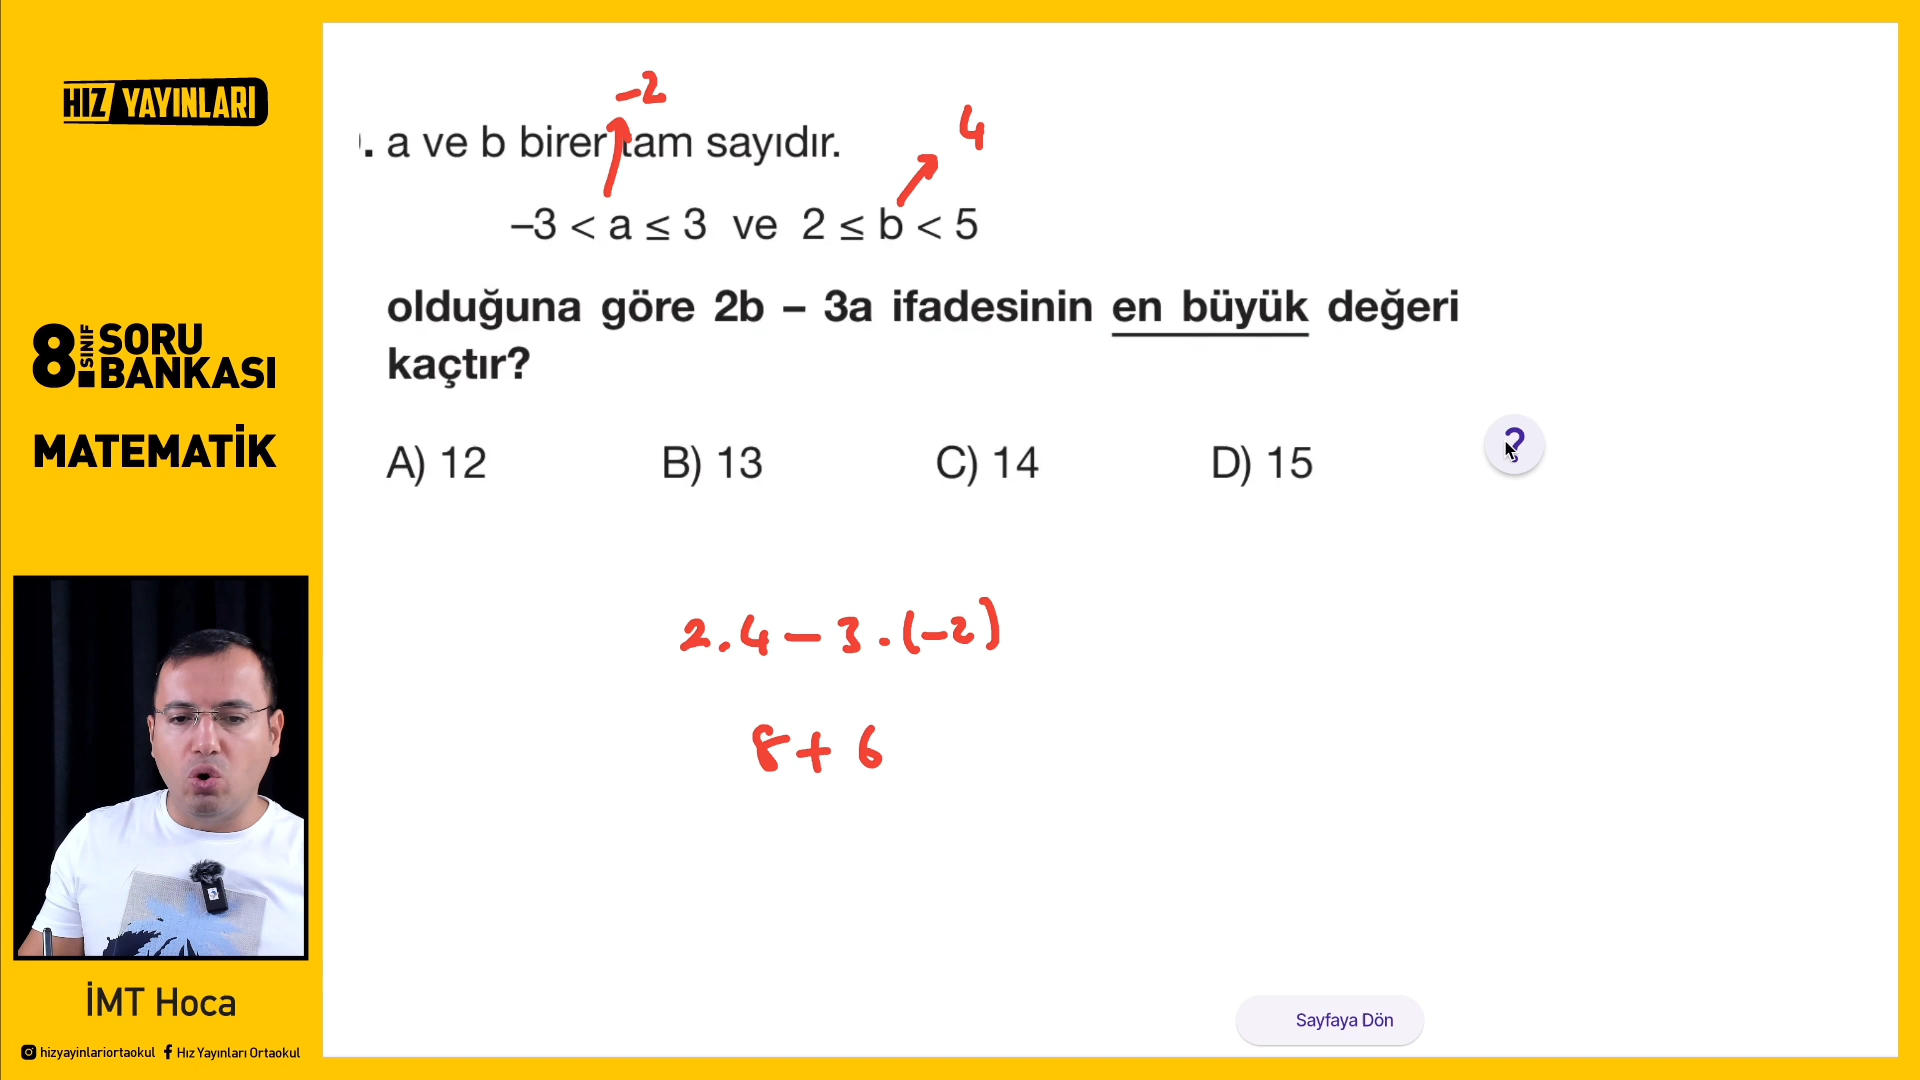 HIZ YAYINLARI
8. SINIF SORU BANKASI
MATEMATİK
İMT Hoca
hizyayinlariortaokul Hız Yayınları Ortaokul
-2
4
. a ve b birer tam sayıdır.
–3 < a ≤ 3 ve 2 ≤ b < 5
olduğuna göre 2b – 3a ifadesinin en büyük değeri
kaçtır?
A) 12 B) 13 C) 14 D) 15
?
2.4 - 3.(-2)
8 + 6
Sayfaya Dön